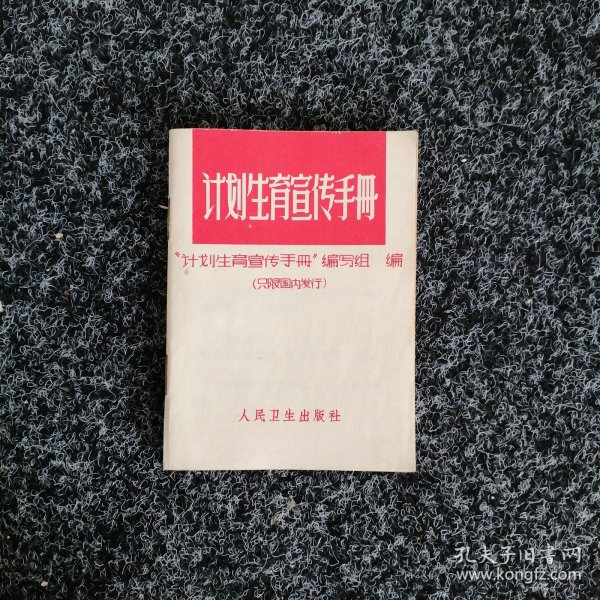 计划生育宣传手册
“计划生育宣传手册”编写组 编
(只限国内发行)
人民卫生出版社
孔夫子旧书网
www.kongfz.com